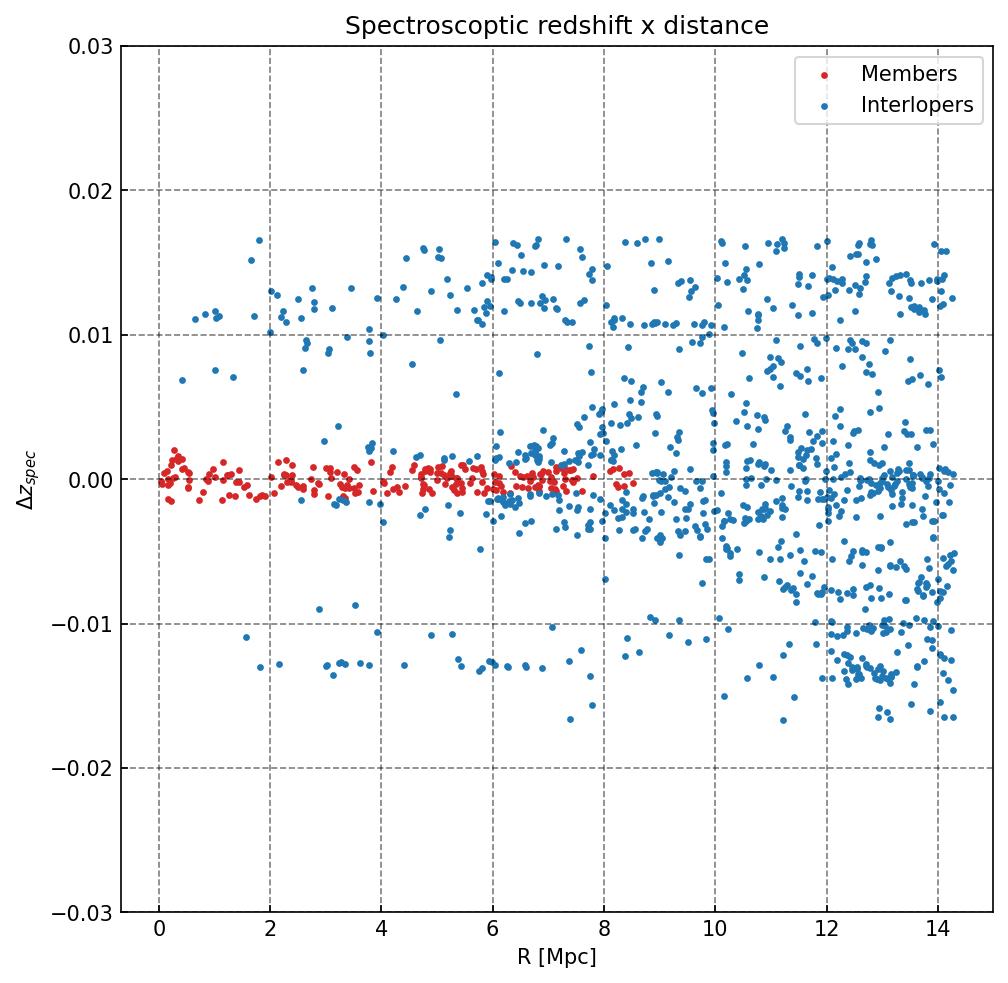 Spectroscoptic redshift x distance
Members
Interlopers
0.03
0.02
0.01
0.00
−0.01
−0.02
−0.03
Δz_spec
0 2 4 6 8 10 12 14
R [Mpc]